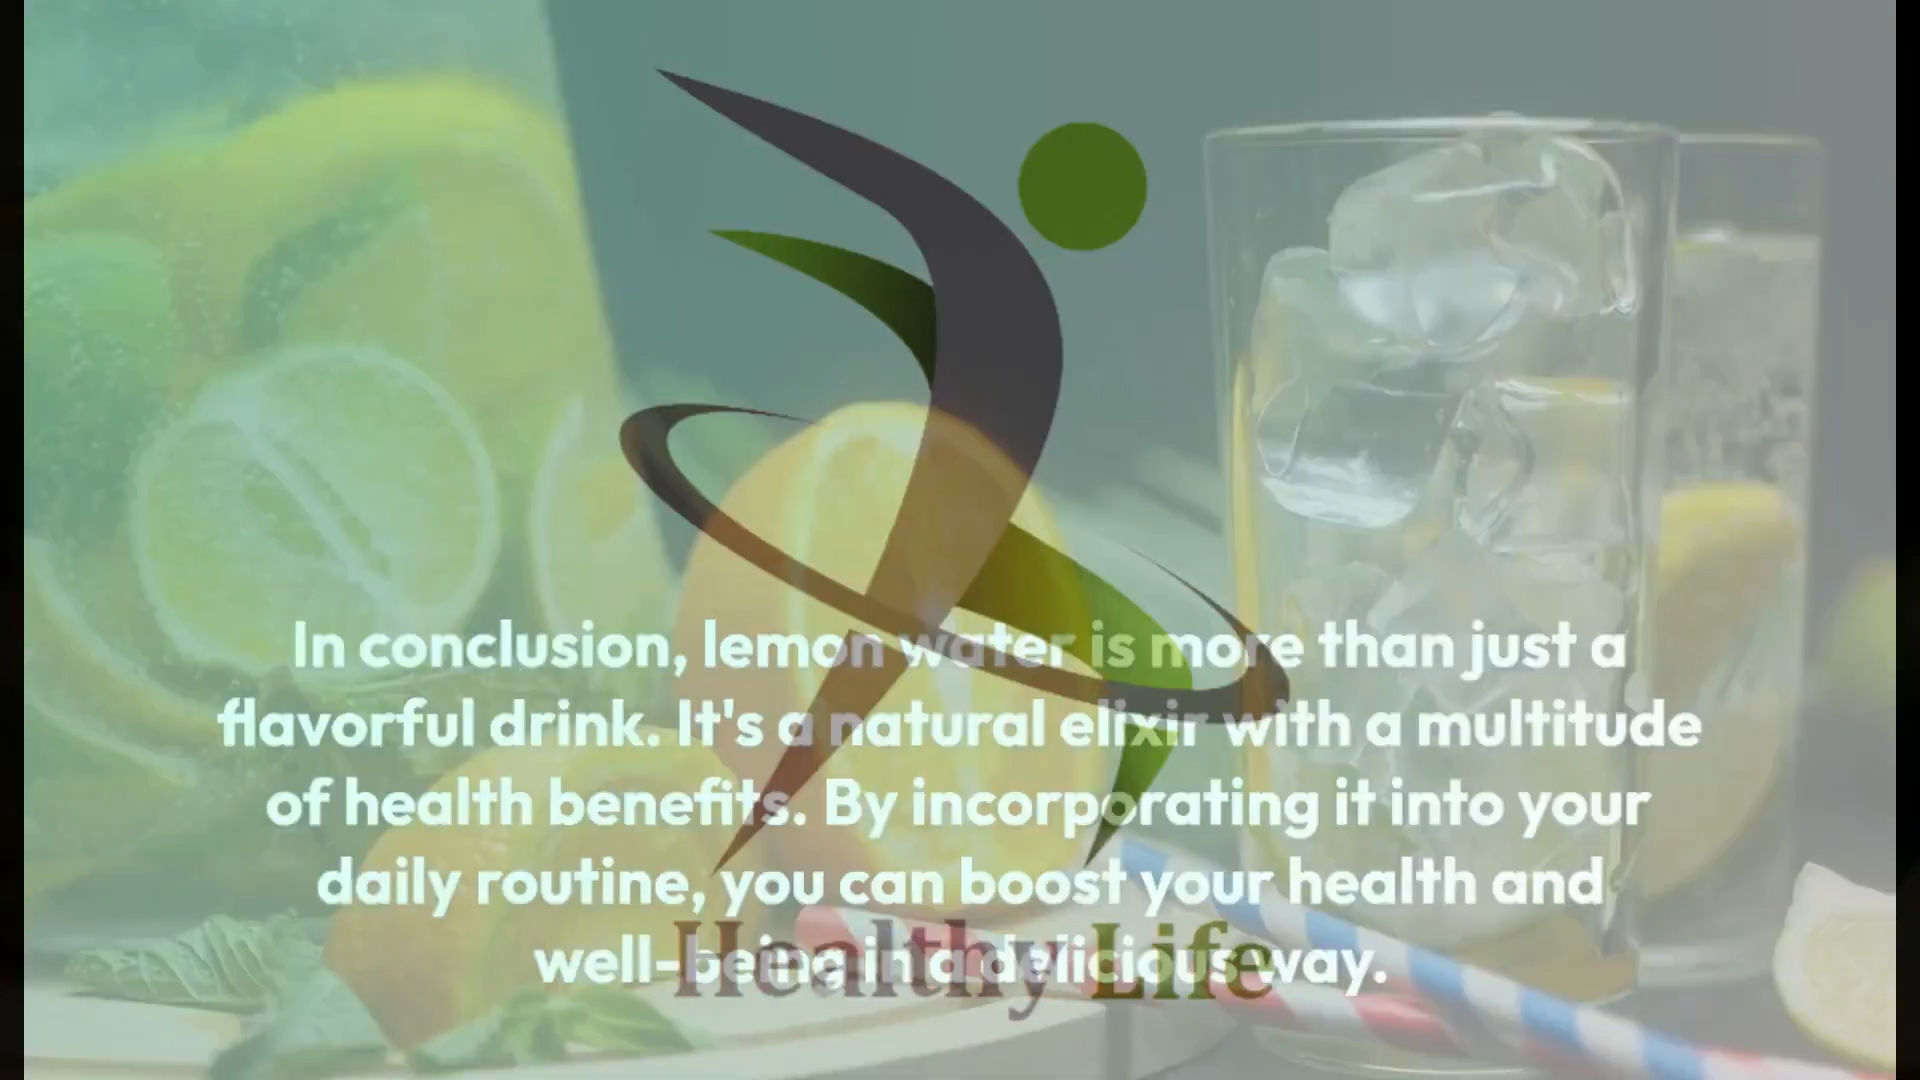 In conclusion, lemon water is more than just a
flavorful drink. It's a natural elixir with a multitude
of health benefits. By incorporating it into your
daily routine, you can boost your health and
well-being in a delicious way.
Healthy Life